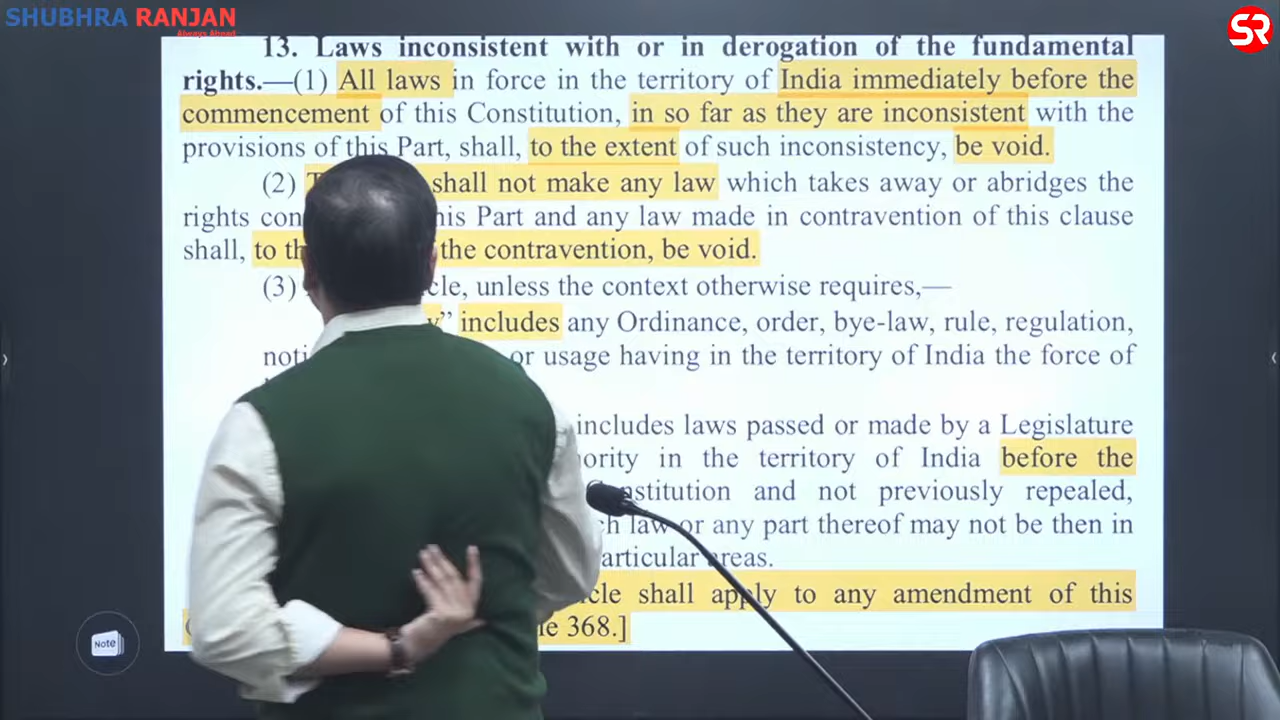 SHUBHRA RANJAN
Always Ahead
SR
13. Laws inconsistent with or in derogation of the fundamental
rights.—(1) All laws in force in the territory of India immediately before the
commencement of this Constitution, in so far as they are inconsistent with the
provisions of this Part, shall, to the extent of such inconsistency, be void.
(2) shall not make any law which takes away or abridges the
rights con his Part and any law made in contravention of this clause
shall, to th the contravention, be void.
(3) cle, unless the context otherwise requires,—
” includes any Ordinance, order, bye-law, rule, regulation,
noti or usage having in the territory of India the force of
includes laws passed or made by a Legislature
ority in the territory of India before the
nstitution and not previously repealed,
ch law or any part thereof may not be then in
articular areas.
cle shall apply to any amendment of this
le 368.]
Note